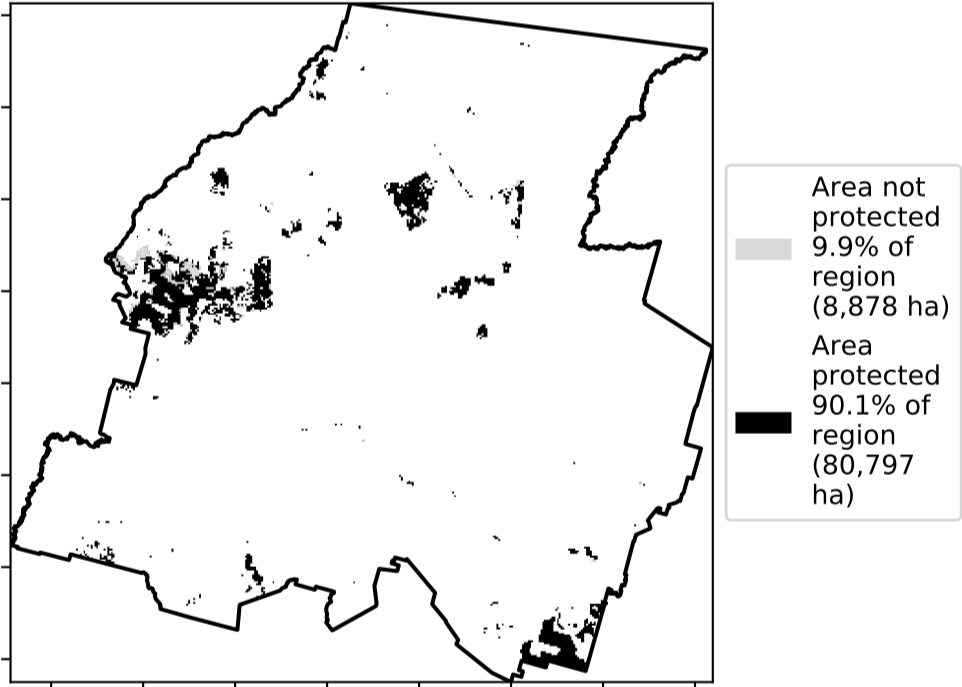 Area not
protected
9.9% of
region
(8,878 ha)
Area
protected
90.1% of
region
(80,797
ha)